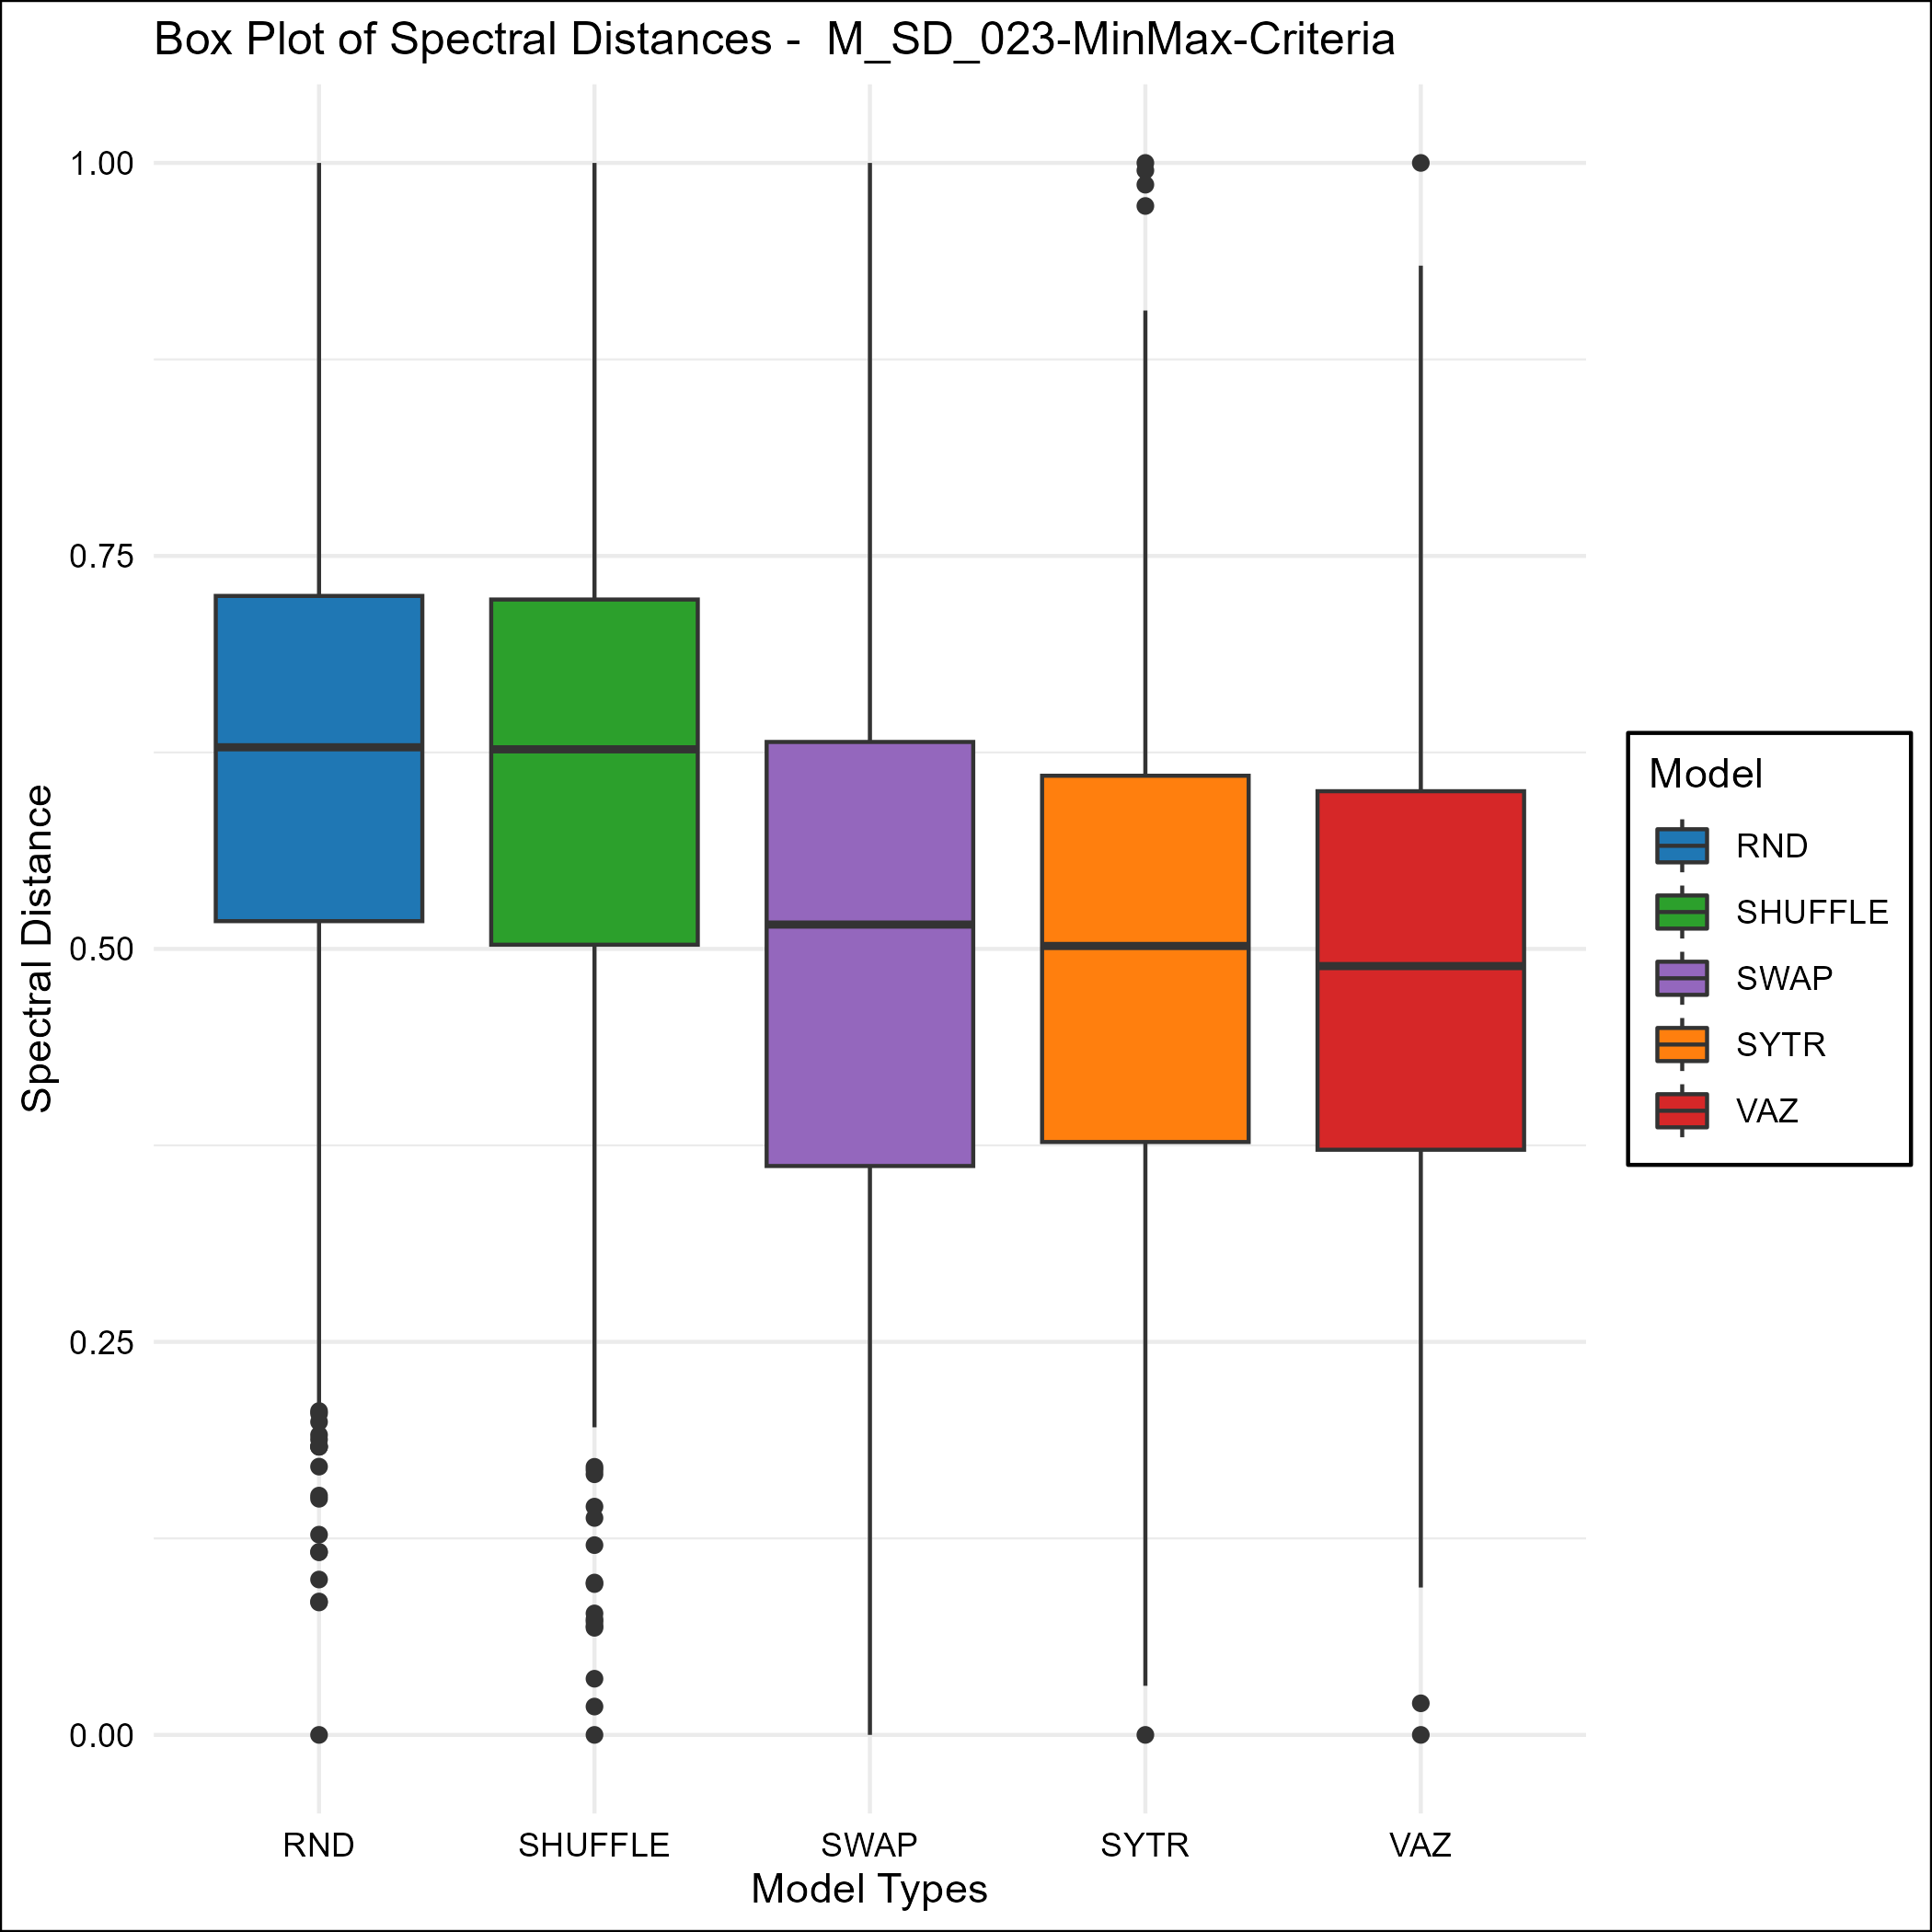 Box Plot of Spectral Distances -  M_SD_023-MinMax-Criteria
1.00
0.75
0.50
0.25
0.00
Spectral Distance
RND
SHUFFLE
SWAP
SYTR
VAZ
Model Types
Model
RND
SHUFFLE
SWAP
SYTR
VAZ